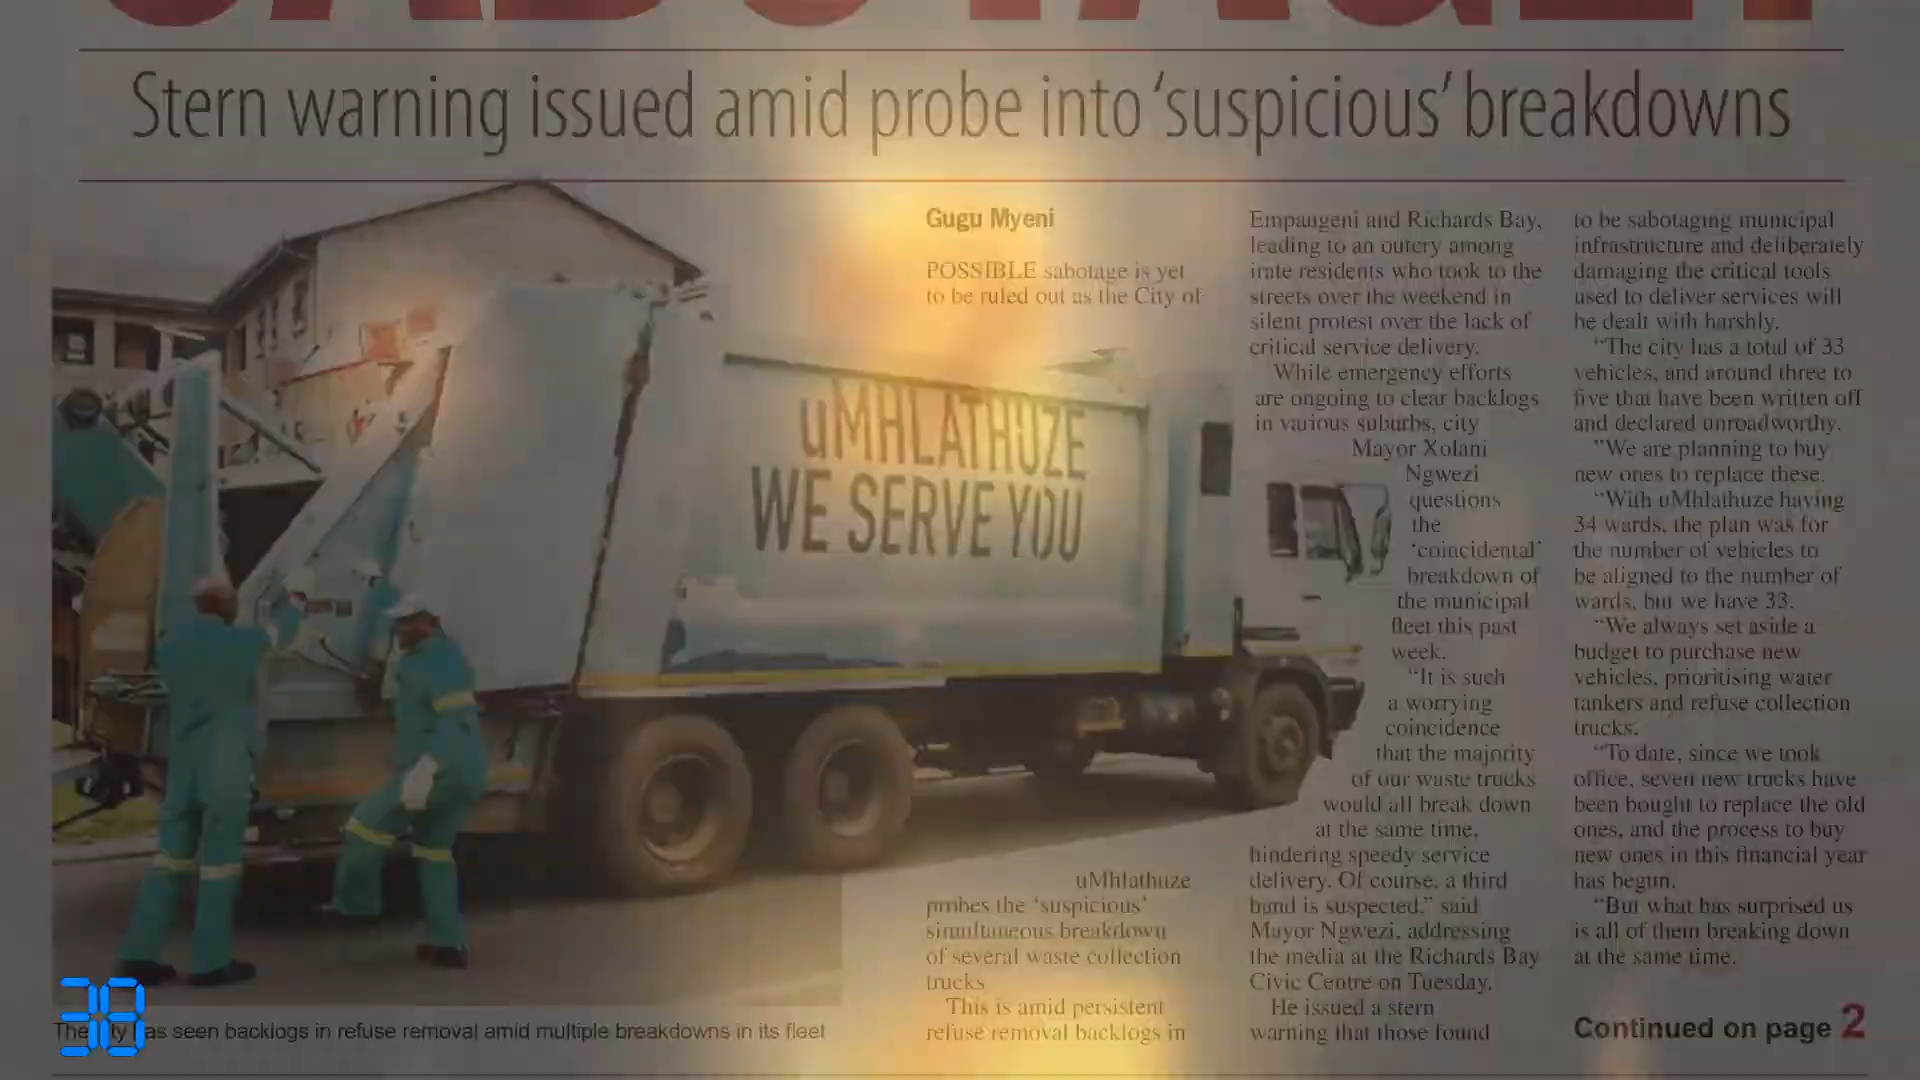 Stern warning issued amid probe into 'suspicious' breakdowns
uMHLATHUZE
WE SERVE YOU
Gugu Myeni
POSSIBLE sabotage is yet
to be ruled out as the City of
uMhlathuze
probes the 'suspicious'
simultaneous breakdown
of several waste collection
trucks
This is amid persistent
refuse removal backlogs in
Empangeni and Richards Bay,
leading to an outcry among
irate residents who took to the
streets over the weekend in
silent protest over the lack of
critical service delivery.
While emergency efforts
are ongoing to clear backlogs
in various suburbs, city
Mayor Xolani
Ngwezi
questions
the
'coincidental'
breakdown of
the municipal
fleet this past
week.
"It is such
a worrying
coincidence
that the majority
of our waste trucks
would all break down
at the same time,
hindering speedy service
delivery. Of course, a third
hand is suspected," said
Mayor Ngwezi, addressing
the media at the Richards Bay
Civic Centre on Tuesday.
He issued a stern
warning that those found
to be sabotaging municipal
infrastructure and deliberately
damaging the critical tools
used to deliver services will
be dealt with harshly.
"The city has a total of 33
vehicles, and around three to
five that have been written off
and declared unroadworthy.
"We are planning to buy
new ones to replace these.
"With uMhlathuze having
34 wards, the plan was for
the number of vehicles to
be aligned to the number of
wards, but we have 33.
"We always set aside a
budget to purchase new
vehicles, prioritising water
tankers and refuse collection
trucks.
"To date, since we took
office, seven new trucks have
been bought to replace the old
ones, and the process to buy
new ones in this financial year
has begun.
"But what has surprised us
is all of them breaking down
at the same time.
Continued on page 2
38
The has seen backlogs in refuse removal amid multiple breakdowns in its fleet